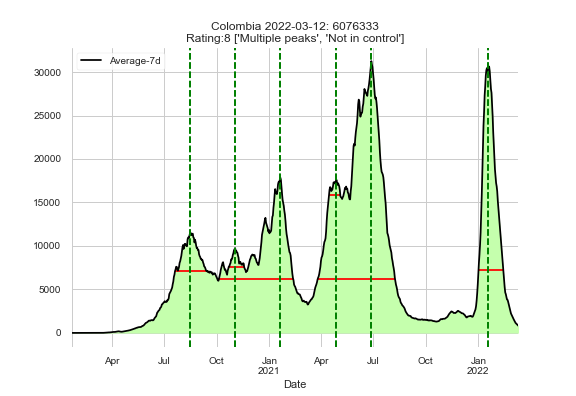 Colombia 2022-03-12: 6076333
Rating:8 ['Multiple peaks', 'Not in control']
Average-7d
30000
25000
20000
15000
10000
5000
0
Apr Jul Oct Jan Apr Jul Oct Jan
2021 2022
Date